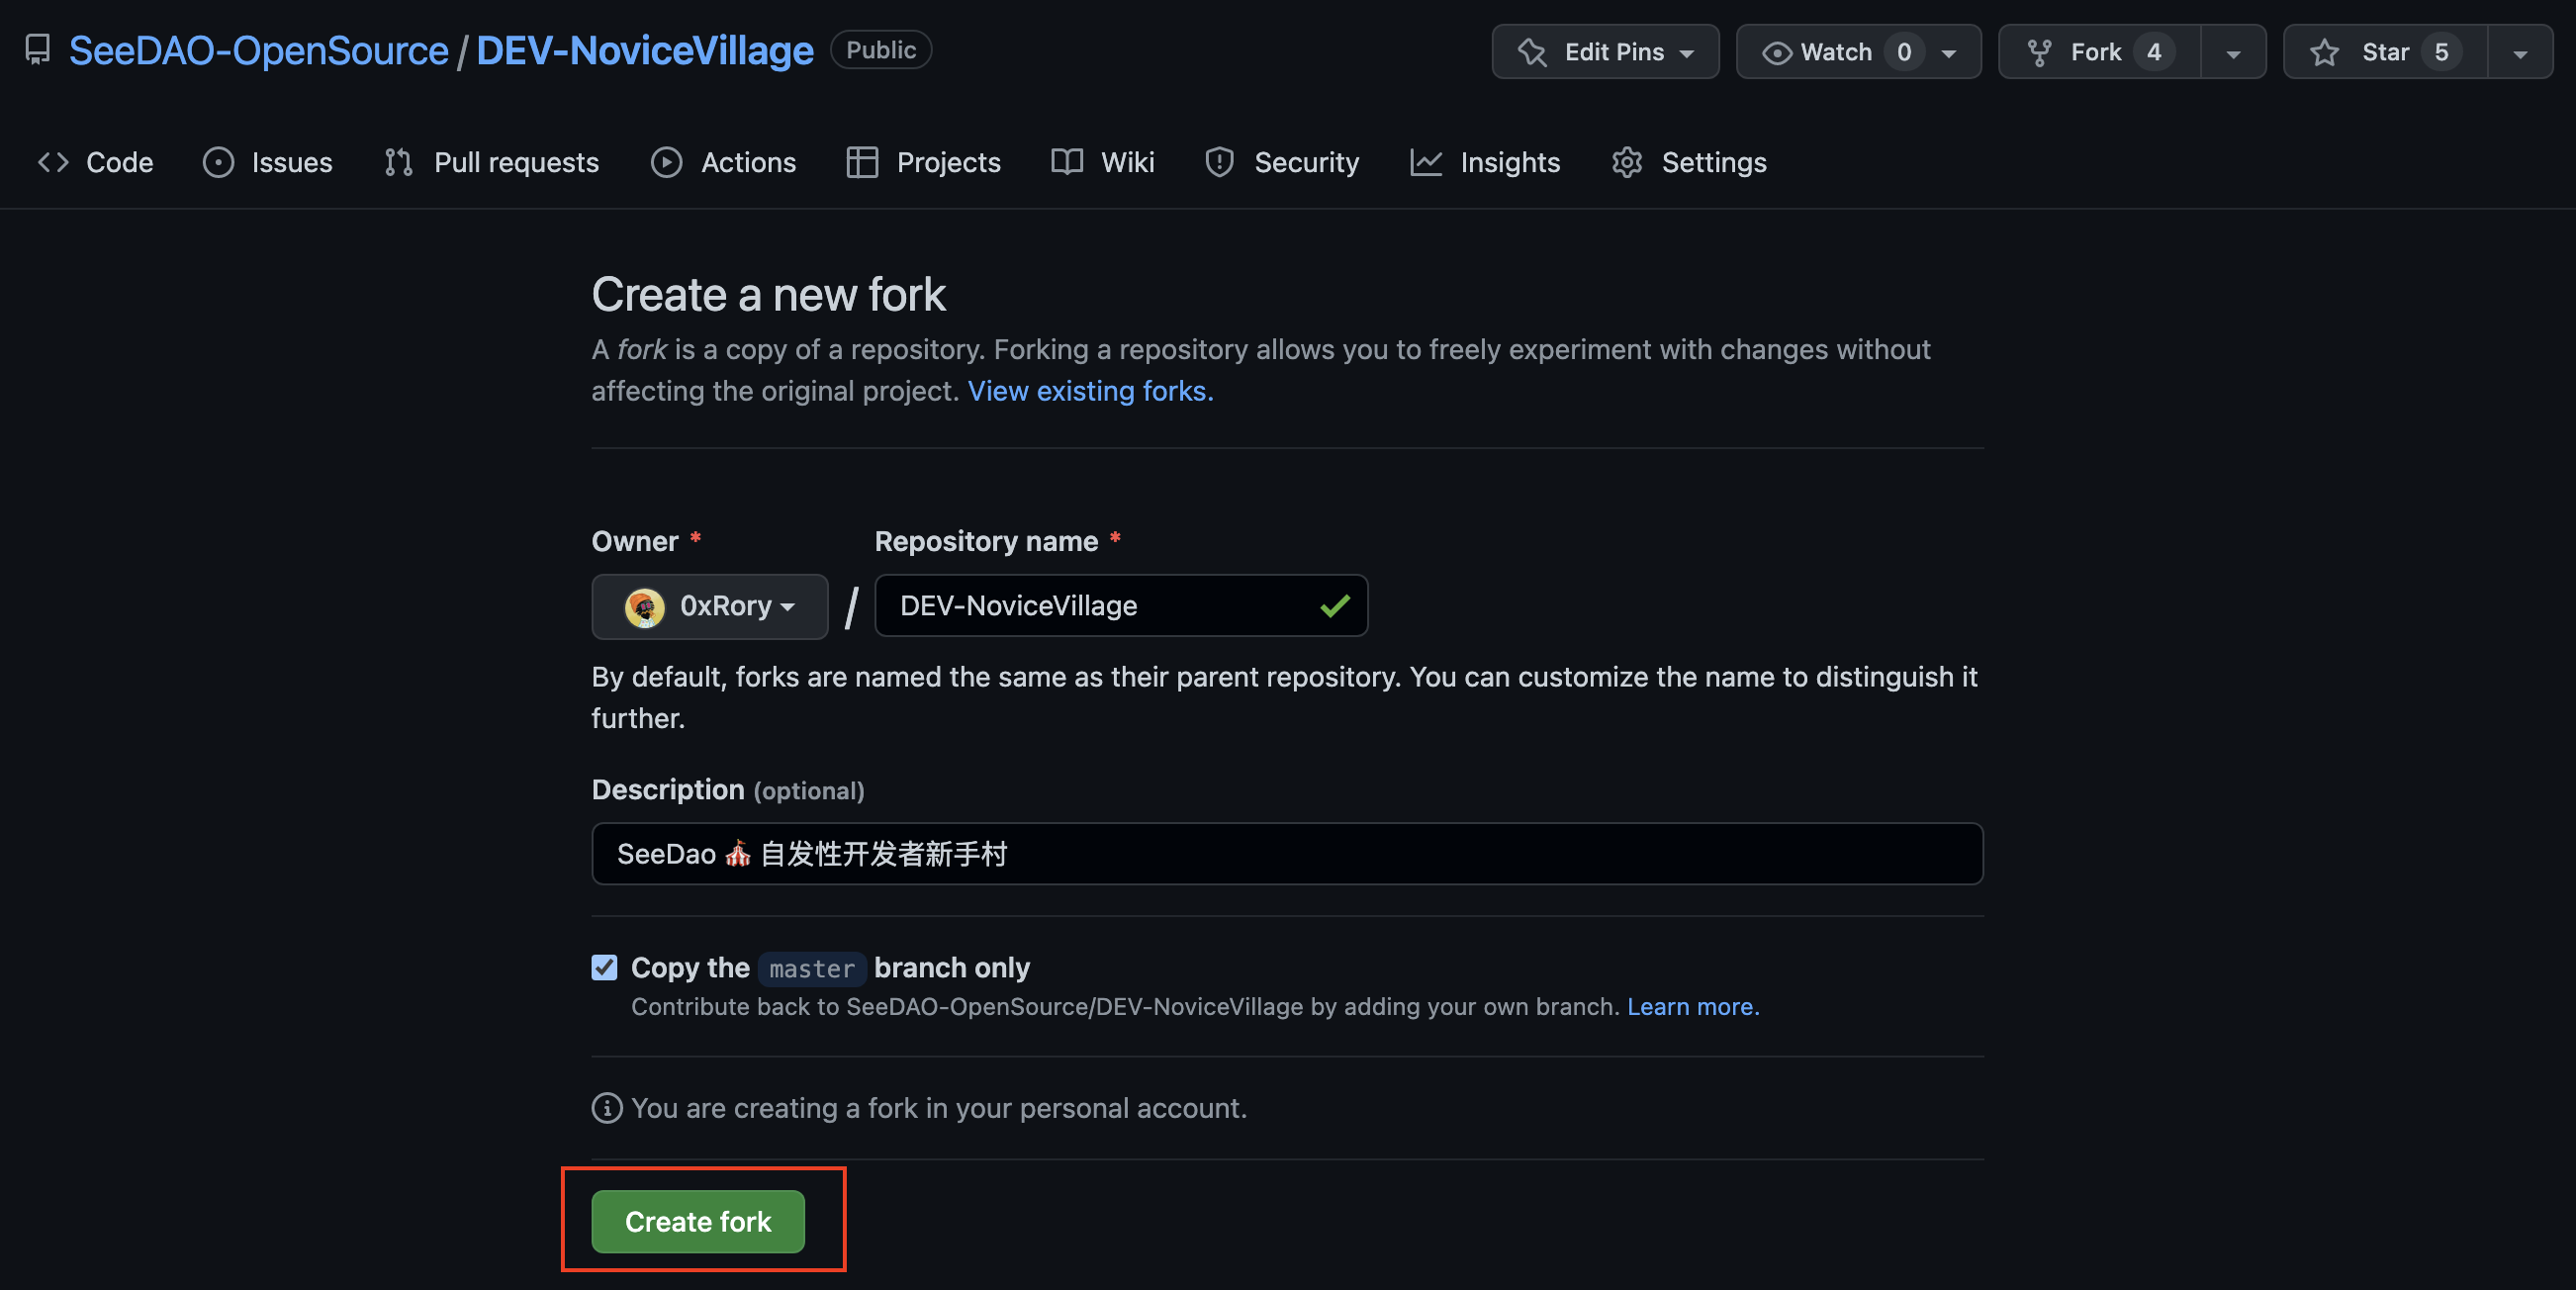 SeeDAO-OpenSource / DEV-NoviceVillage Public Edit Pins Watch 0 Fork 4 Star 5
Code Issues Pull requests Actions Projects Wiki Security Insights Settings
Create a new fork
A fork is a copy of a repository. Forking a repository allows you to freely experiment with changes without
affecting the original project. View existing forks.
Owner * Repository name *
0xRory / DEV-NoviceVillage
By default, forks are named the same as their parent repository. You can customize the name to distinguish it
further.
Description (optional)
SeeDao 🎪 自发性开发者新手村
Copy the master branch only
Contribute back to SeeDAO-OpenSource/DEV-NoviceVillage by adding your own branch. Learn more.
You are creating a fork in your personal account.
Create fork